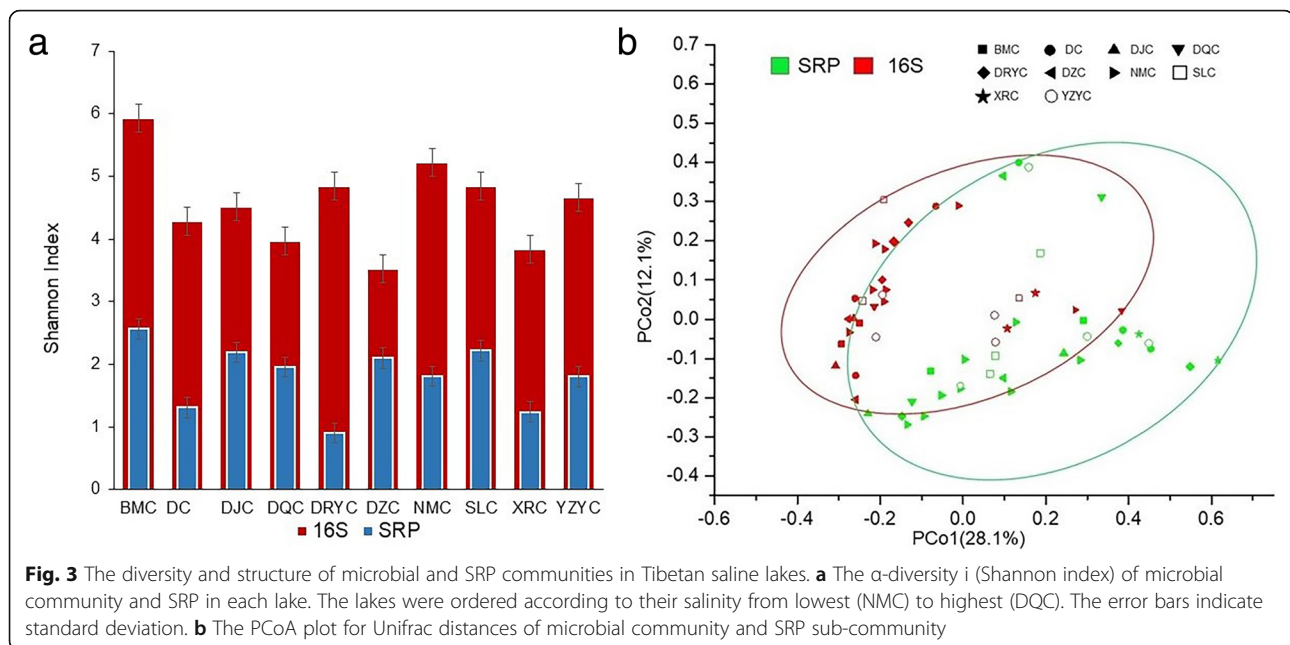 a
7
6
5
4
3
2
1
0
Shannon Index
BMC DC DJC DQC DRYC DZC NMC SLC XRC YZYC
16S SRP
b
SRP 16S
BMC DC DJC DQC
DRYC DZC NMC SLC
XRC YZYC
0.7
0.6
0.5
0.4
0.3
0.2
0.1
0.0
-0.1
-0.2
-0.3
-0.4
PCo2(12.1%)
-0.6 -0.4 -0.2 0.0 0.2 0.4 0.6
PCo1(28.1%)
Fig. 3 The diversity and structure of microbial and SRP communities in Tibetan saline lakes. a The α-diversity i (Shannon index) of microbial
community and SRP in each lake. The lakes were ordered according to their salinity from lowest (NMC) to highest (DQC). The error bars indicate
standard deviation. b The PCoA plot for Unifrac distances of microbial community and SRP sub-community